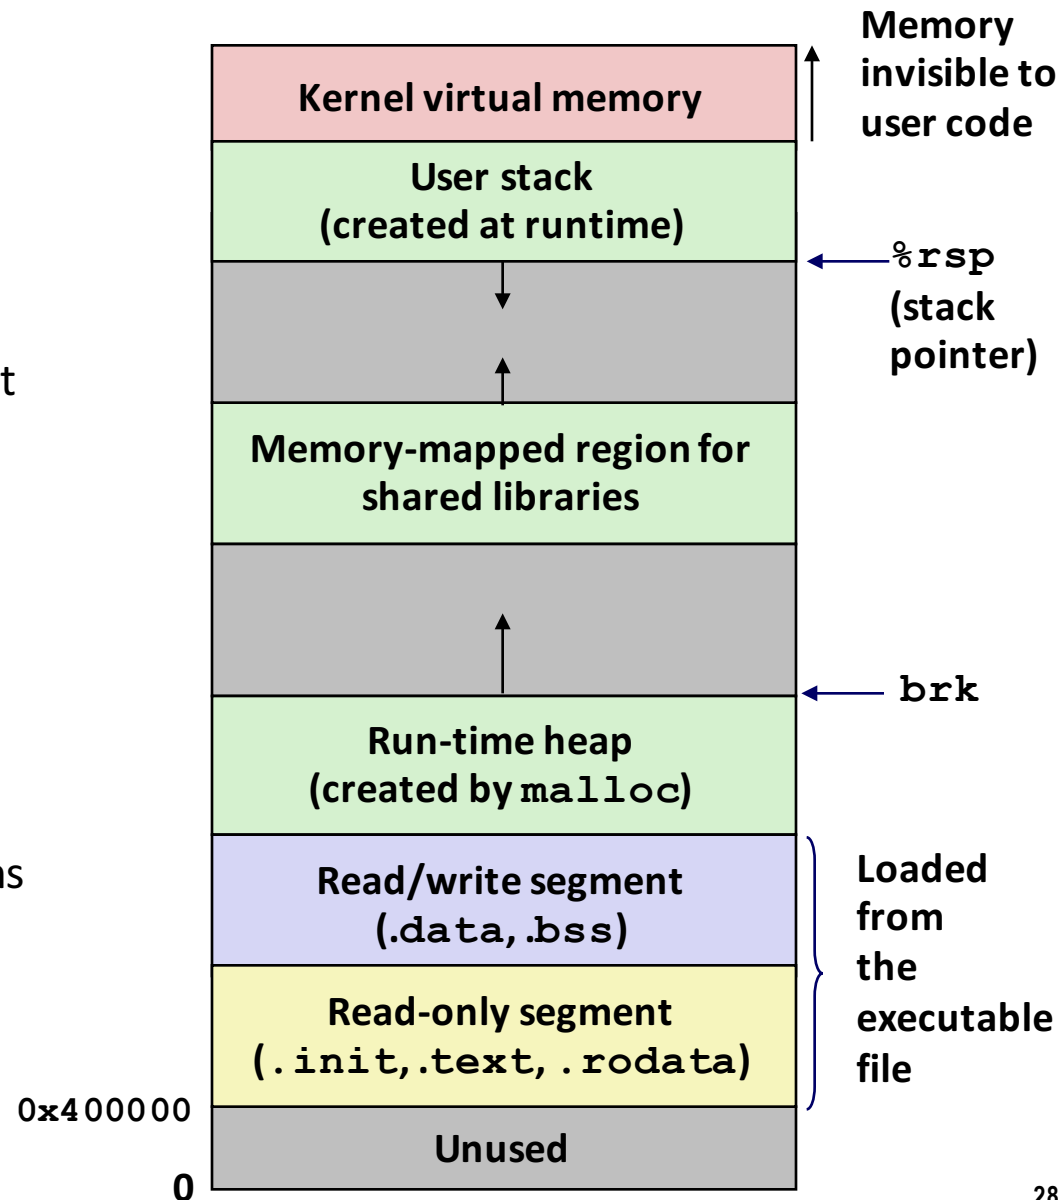 Memory
invisible to
user code
Kernel virtual memory
User stack
(created at runtime)
%rsp
(stack
pointer)
t
Memory-mapped region for
shared libraries
brk
Run-time heap
(created by malloc)
ns
Read/write segment
(.data, .bss)
Loaded
from
the
executable
file
Read-only segment
(.init, .text, .rodata)
0x400000
Unused
0
28